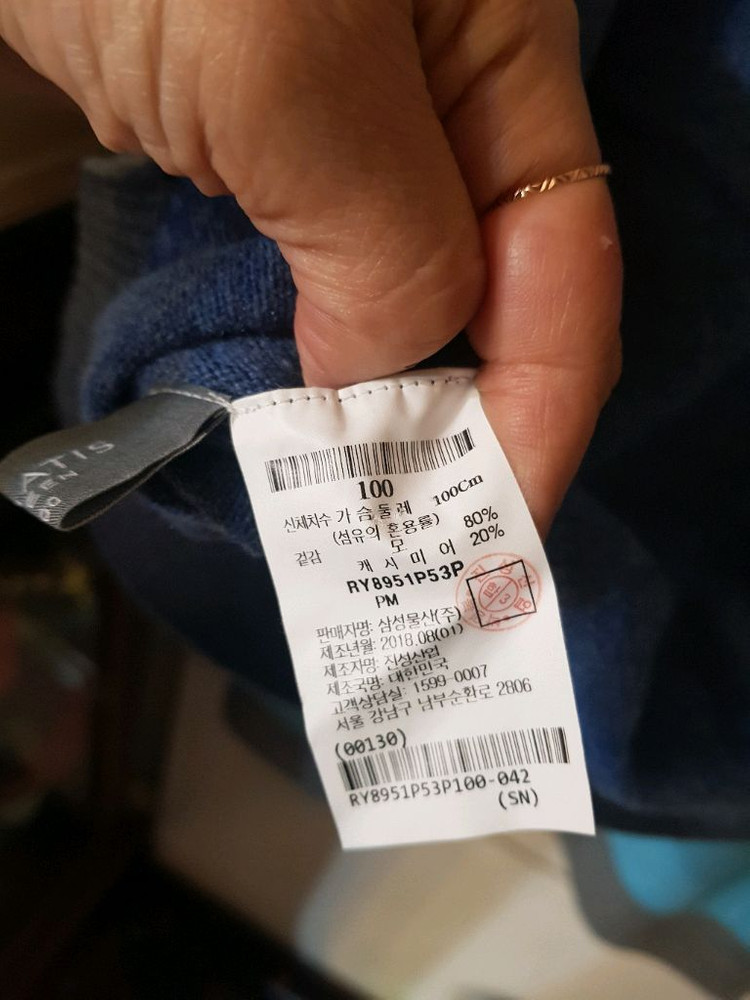 ATIS
100
신체치수 가 슴 둘 레 100Cm
(섬유의 혼용률)
겉감 모 80%
캐 시 미 어 20%
RY8951P53P
PM
판매자명: 삼성물산(주)
제조년월: 2018.08(01)
제조자명: 진성산업
제조국명: 대한민국
고객상담실: 1599-0007
서울 강남구 남부순환로 2806
(00130)
RY8951P53P100-042
(SN)